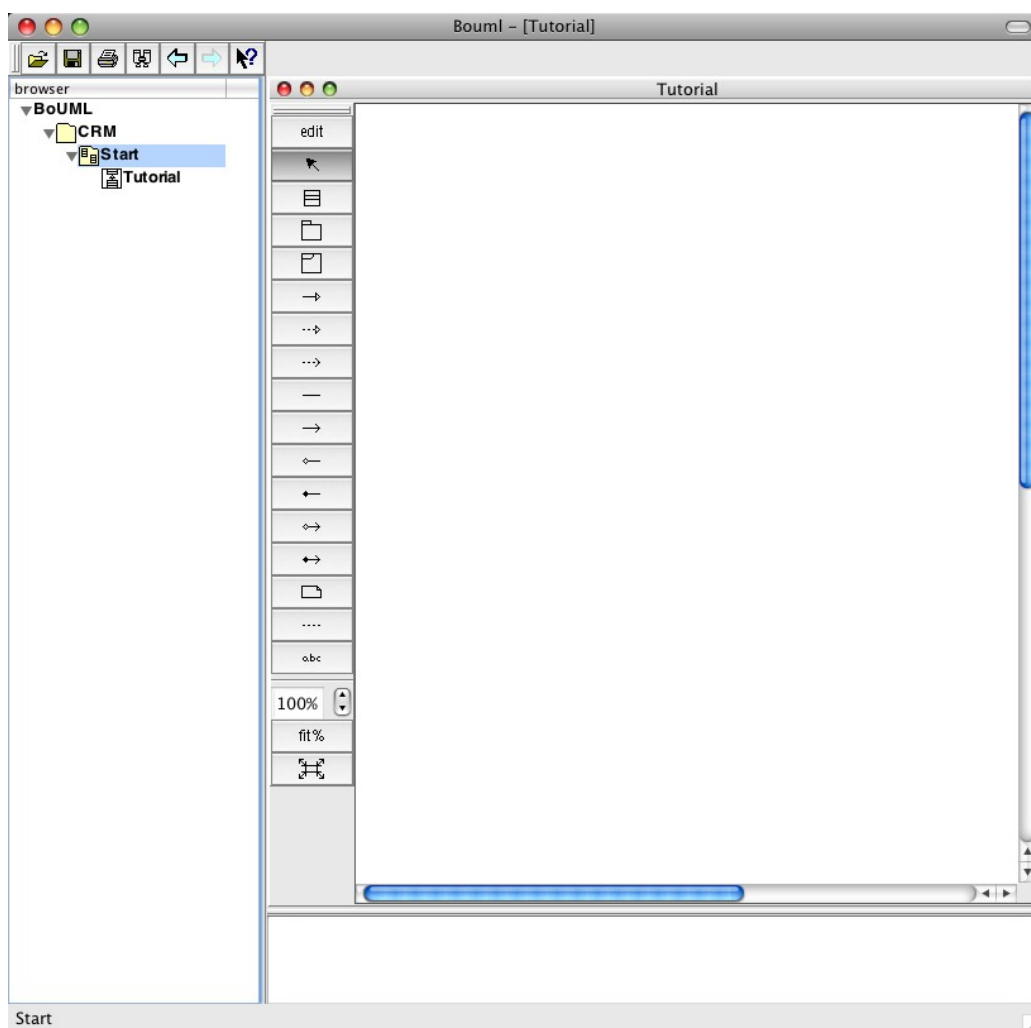 Bouml – [Tutorial]
browser
Tutorial
BoUML
CRM
Start
Tutorial
edit
abc
100%
fit%
Start